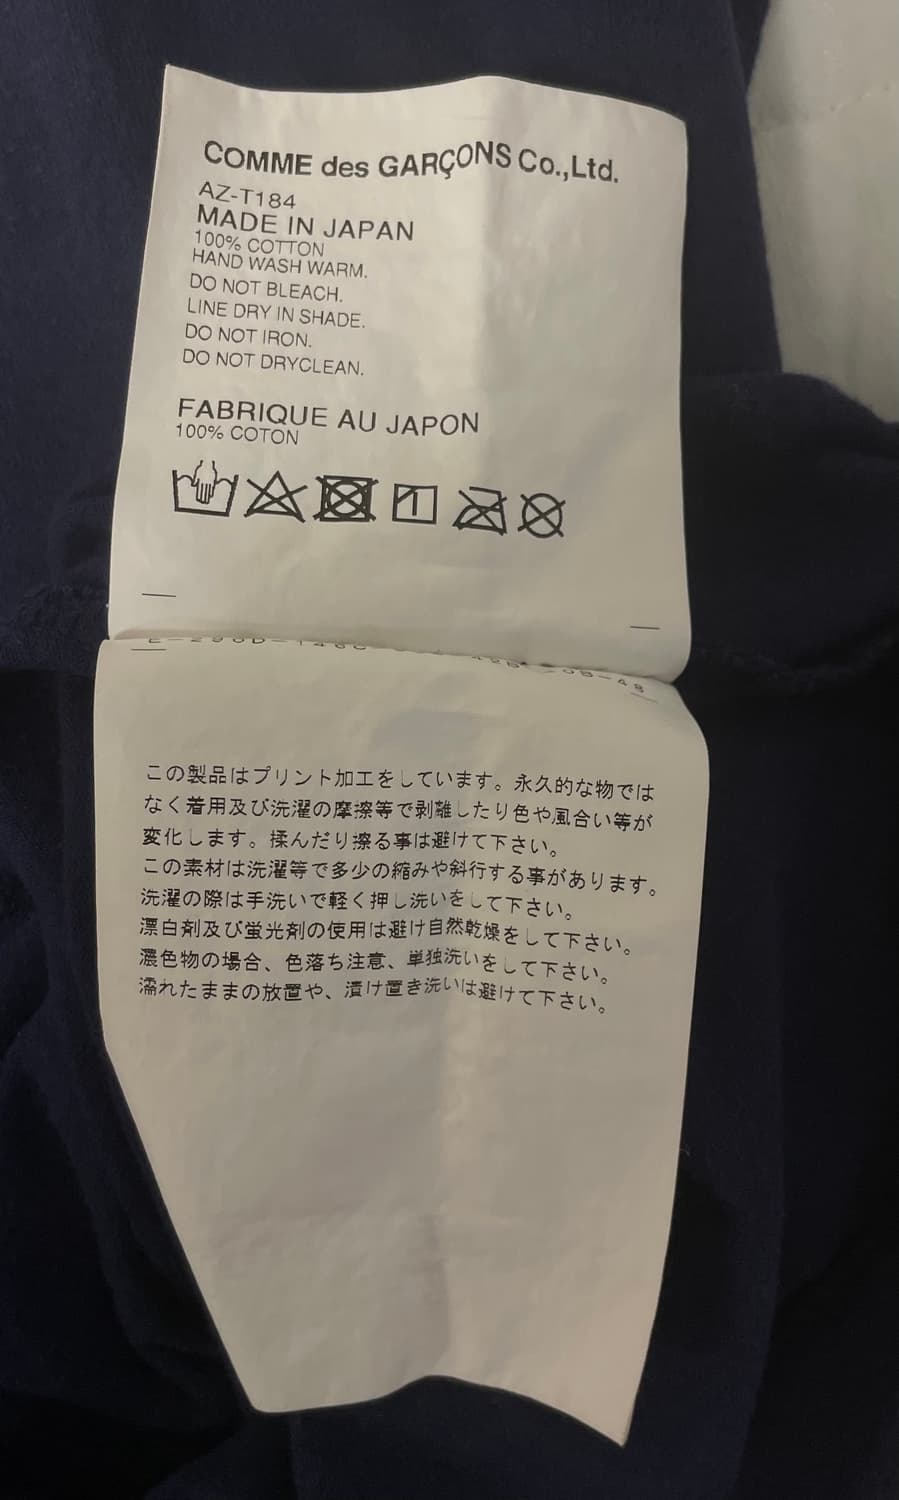 COMME des GARÇONS Co.,Ltd.
AZ-T184
MADE IN JAPAN
100% COTTON
HAND WASH WARM.
DO NOT BLEACH.
LINE DRY IN SHADE.
DO NOT IRON.
DO NOT DRYCLEAN.
FABRIQUE AU JAPON
100% COTON
この製品はプリント加工をしています。永久的な物では
なく着用及び洗濯の摩擦等で剥離したり色や風合い等が
変化します。揉んだり擦る事は避けて下さい。
この素材は洗濯等で多少の縮みや斜行する事があります。
洗濯の際は手洗いで軽く押し洗いをして下さい。
漂白剤及び蛍光剤の使用は避け自然乾燥をして下さい。
濃色物の場合、色落ち注意、単独洗いをして下さい。
濡れたままの放置や、漬け置き洗いは避けて下さい。